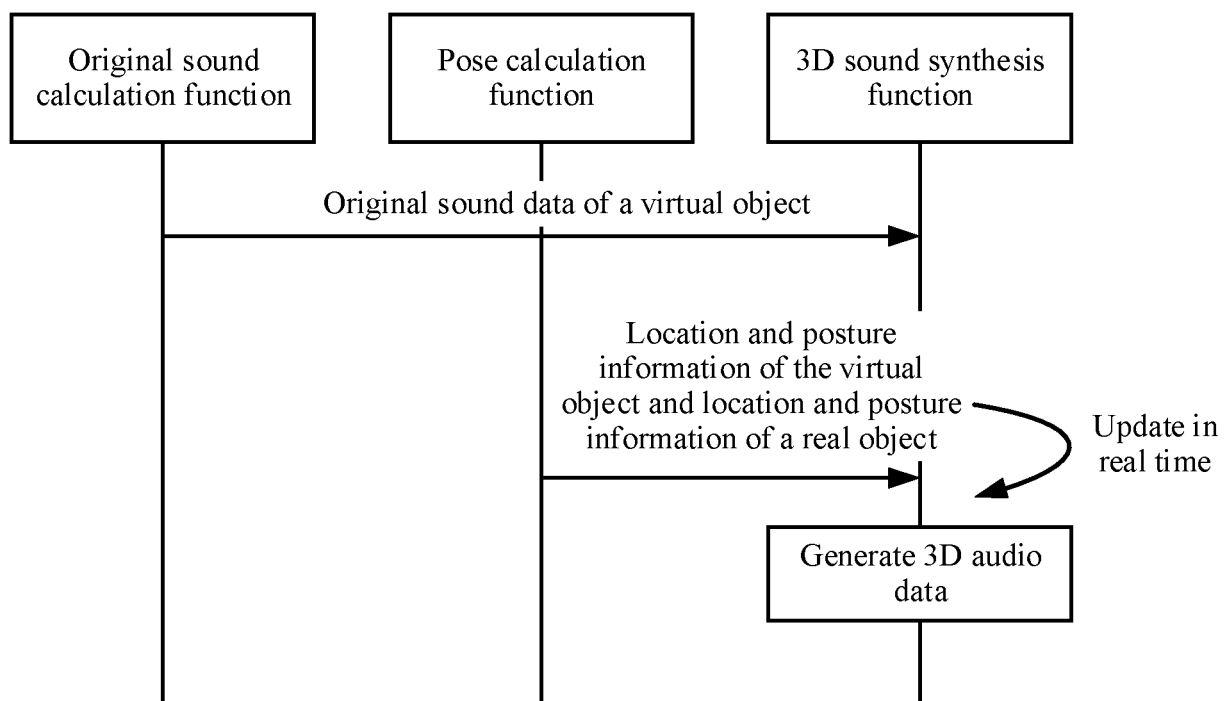 Original sound
calculation function
Pose calculation
function
3D sound synthesis
function
Original sound data of a virtual object
Location and posture
information of the virtual
object and location and posture
information of a real object
Update in
real time
Generate 3D audio
data